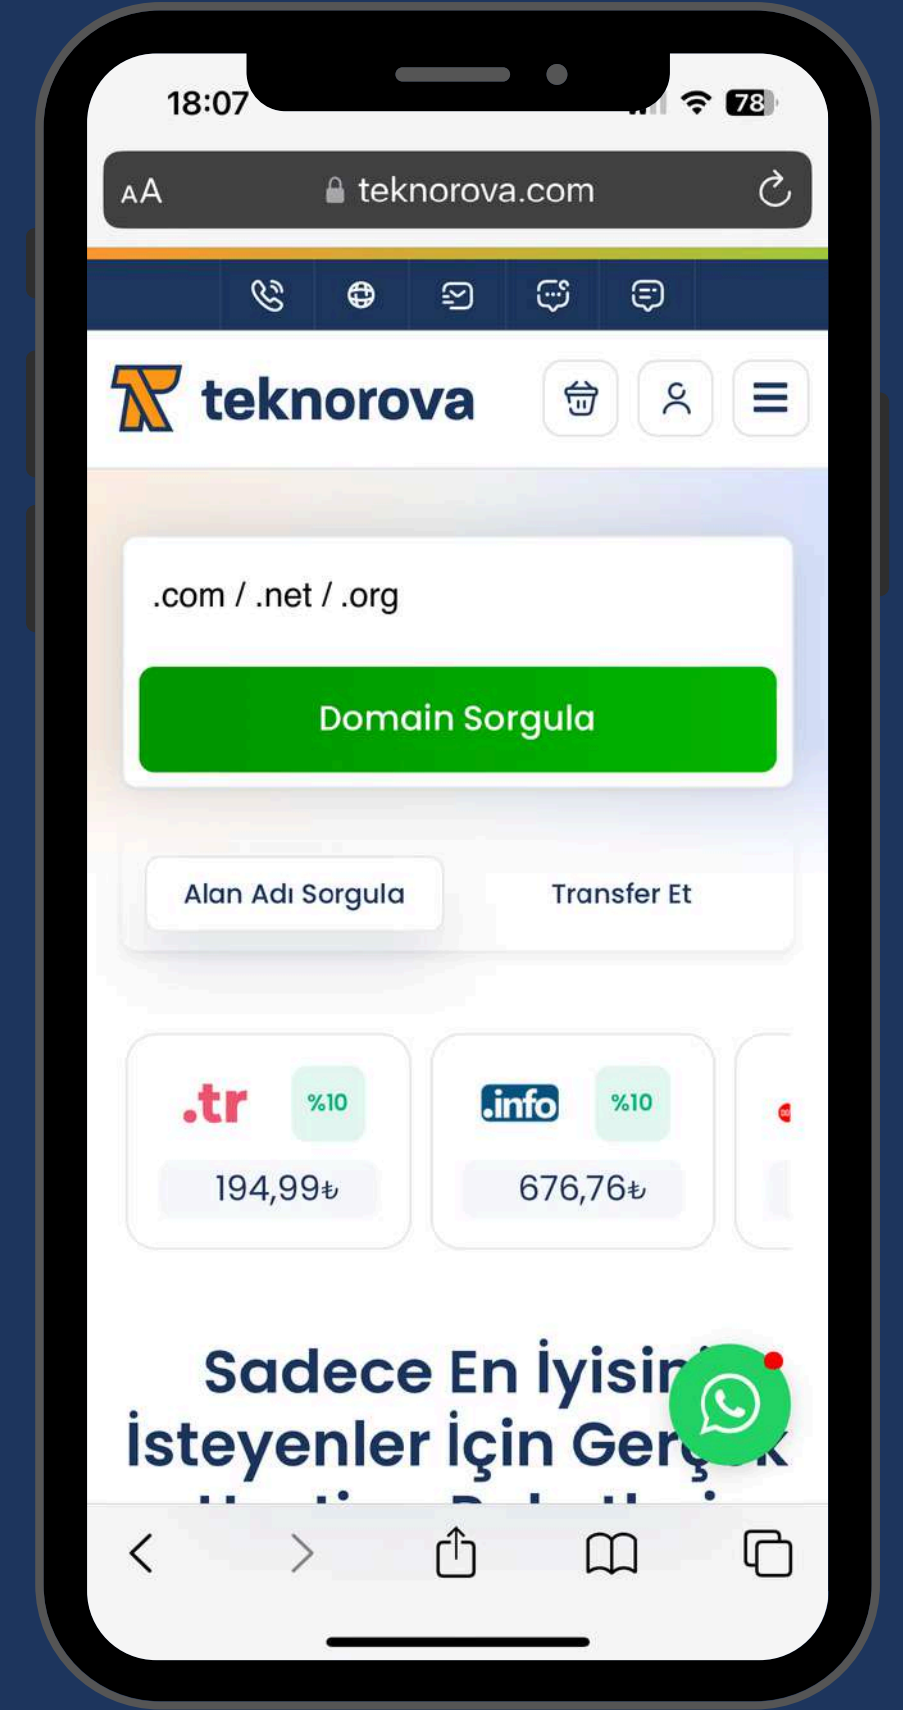 18:07
78
AA
teknorova.com
teknorova
.com / .net / .org
Domain Sorgula
Alan Adı Sorgula
Transfer Et
.tr
%10
.info
%10
194,99₺
676,76₺
Sadece En İyisini
İsteyenler İçin Gerçek